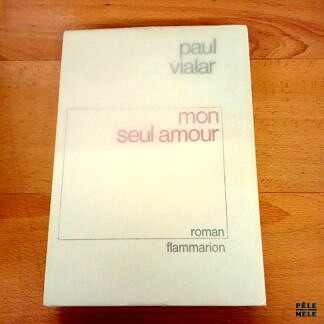 paul
vialar
mon
seul amour
roman
flammarion
PÊLE
MÊLE